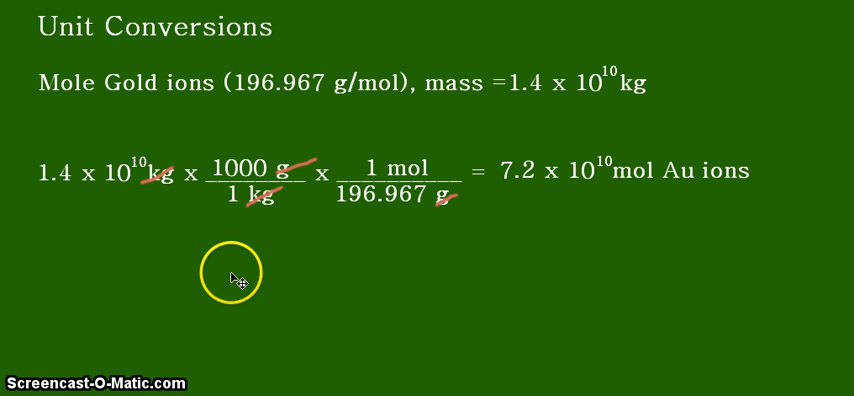 Unit Conversions
Mole Gold ions (196.967 g/mol), mass =1.4 x 10¹⁰kg
1.4 x 10¹⁰kg x 1000 g / 1 kg x 1 mol / 196.967 g = 7.2 x 10¹⁰mol Au ions
Screencast-O-Matic.com